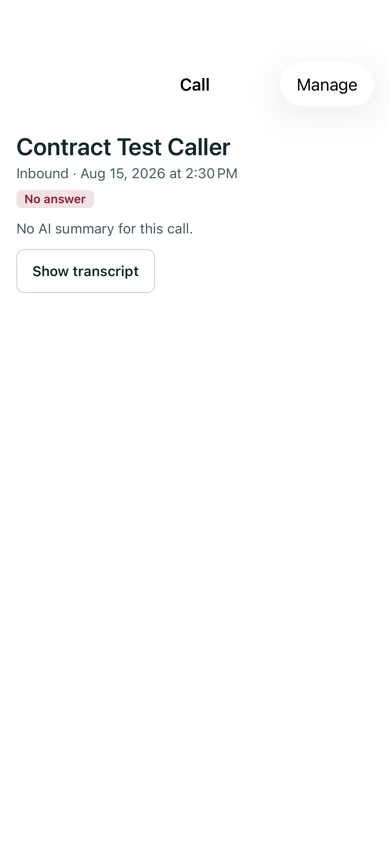 Call
Manage
Contract Test Caller
Inbound · Aug 15, 2026 at 2:30 PM
No answer
No AI summary for this call.
Show transcript